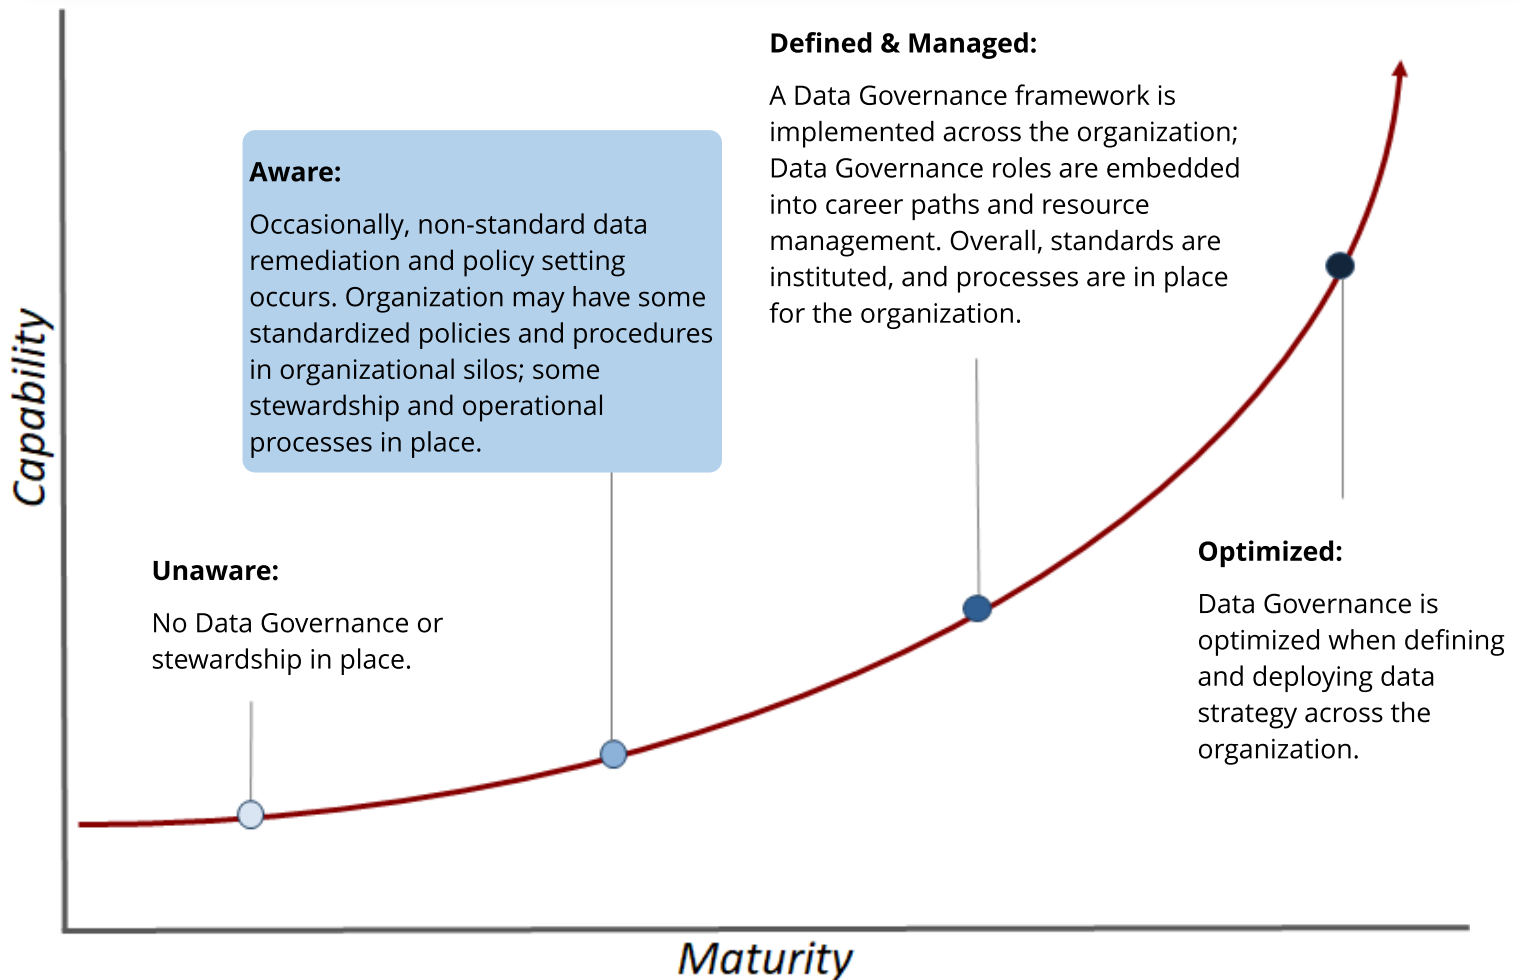 Defined & Managed:
A Data Governance framework is
implemented across the organization;
Data Governance roles are embedded
into career paths and resource
management. Overall, standards are
instituted, and processes are in place
for the organization.
Aware:
Occasionally, non-standard data
remediation and policy setting
occurs. Organization may have some
standardized policies and procedures
in organizational silos; some
stewardship and operational
processes in place.
Capability
Unaware:
No Data Governance or
stewardship in place.
Optimized:
Data Governance is
optimized when defining
and deploying data
strategy across the
organization.
Maturity